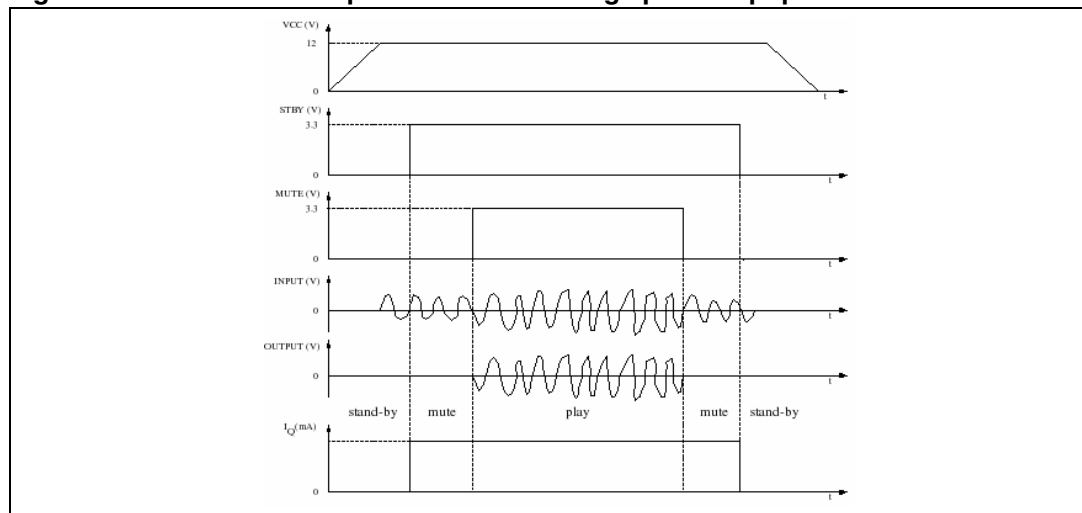 VCC (V)
12
0
t
STBY (V)
3.3
0
t
MUTE (V)
3.3
0
t
INPUT (V)
0
t
OUTPUT (V)
0
t
stand-by mute play mute stand-by
IQ(mA)
0
t